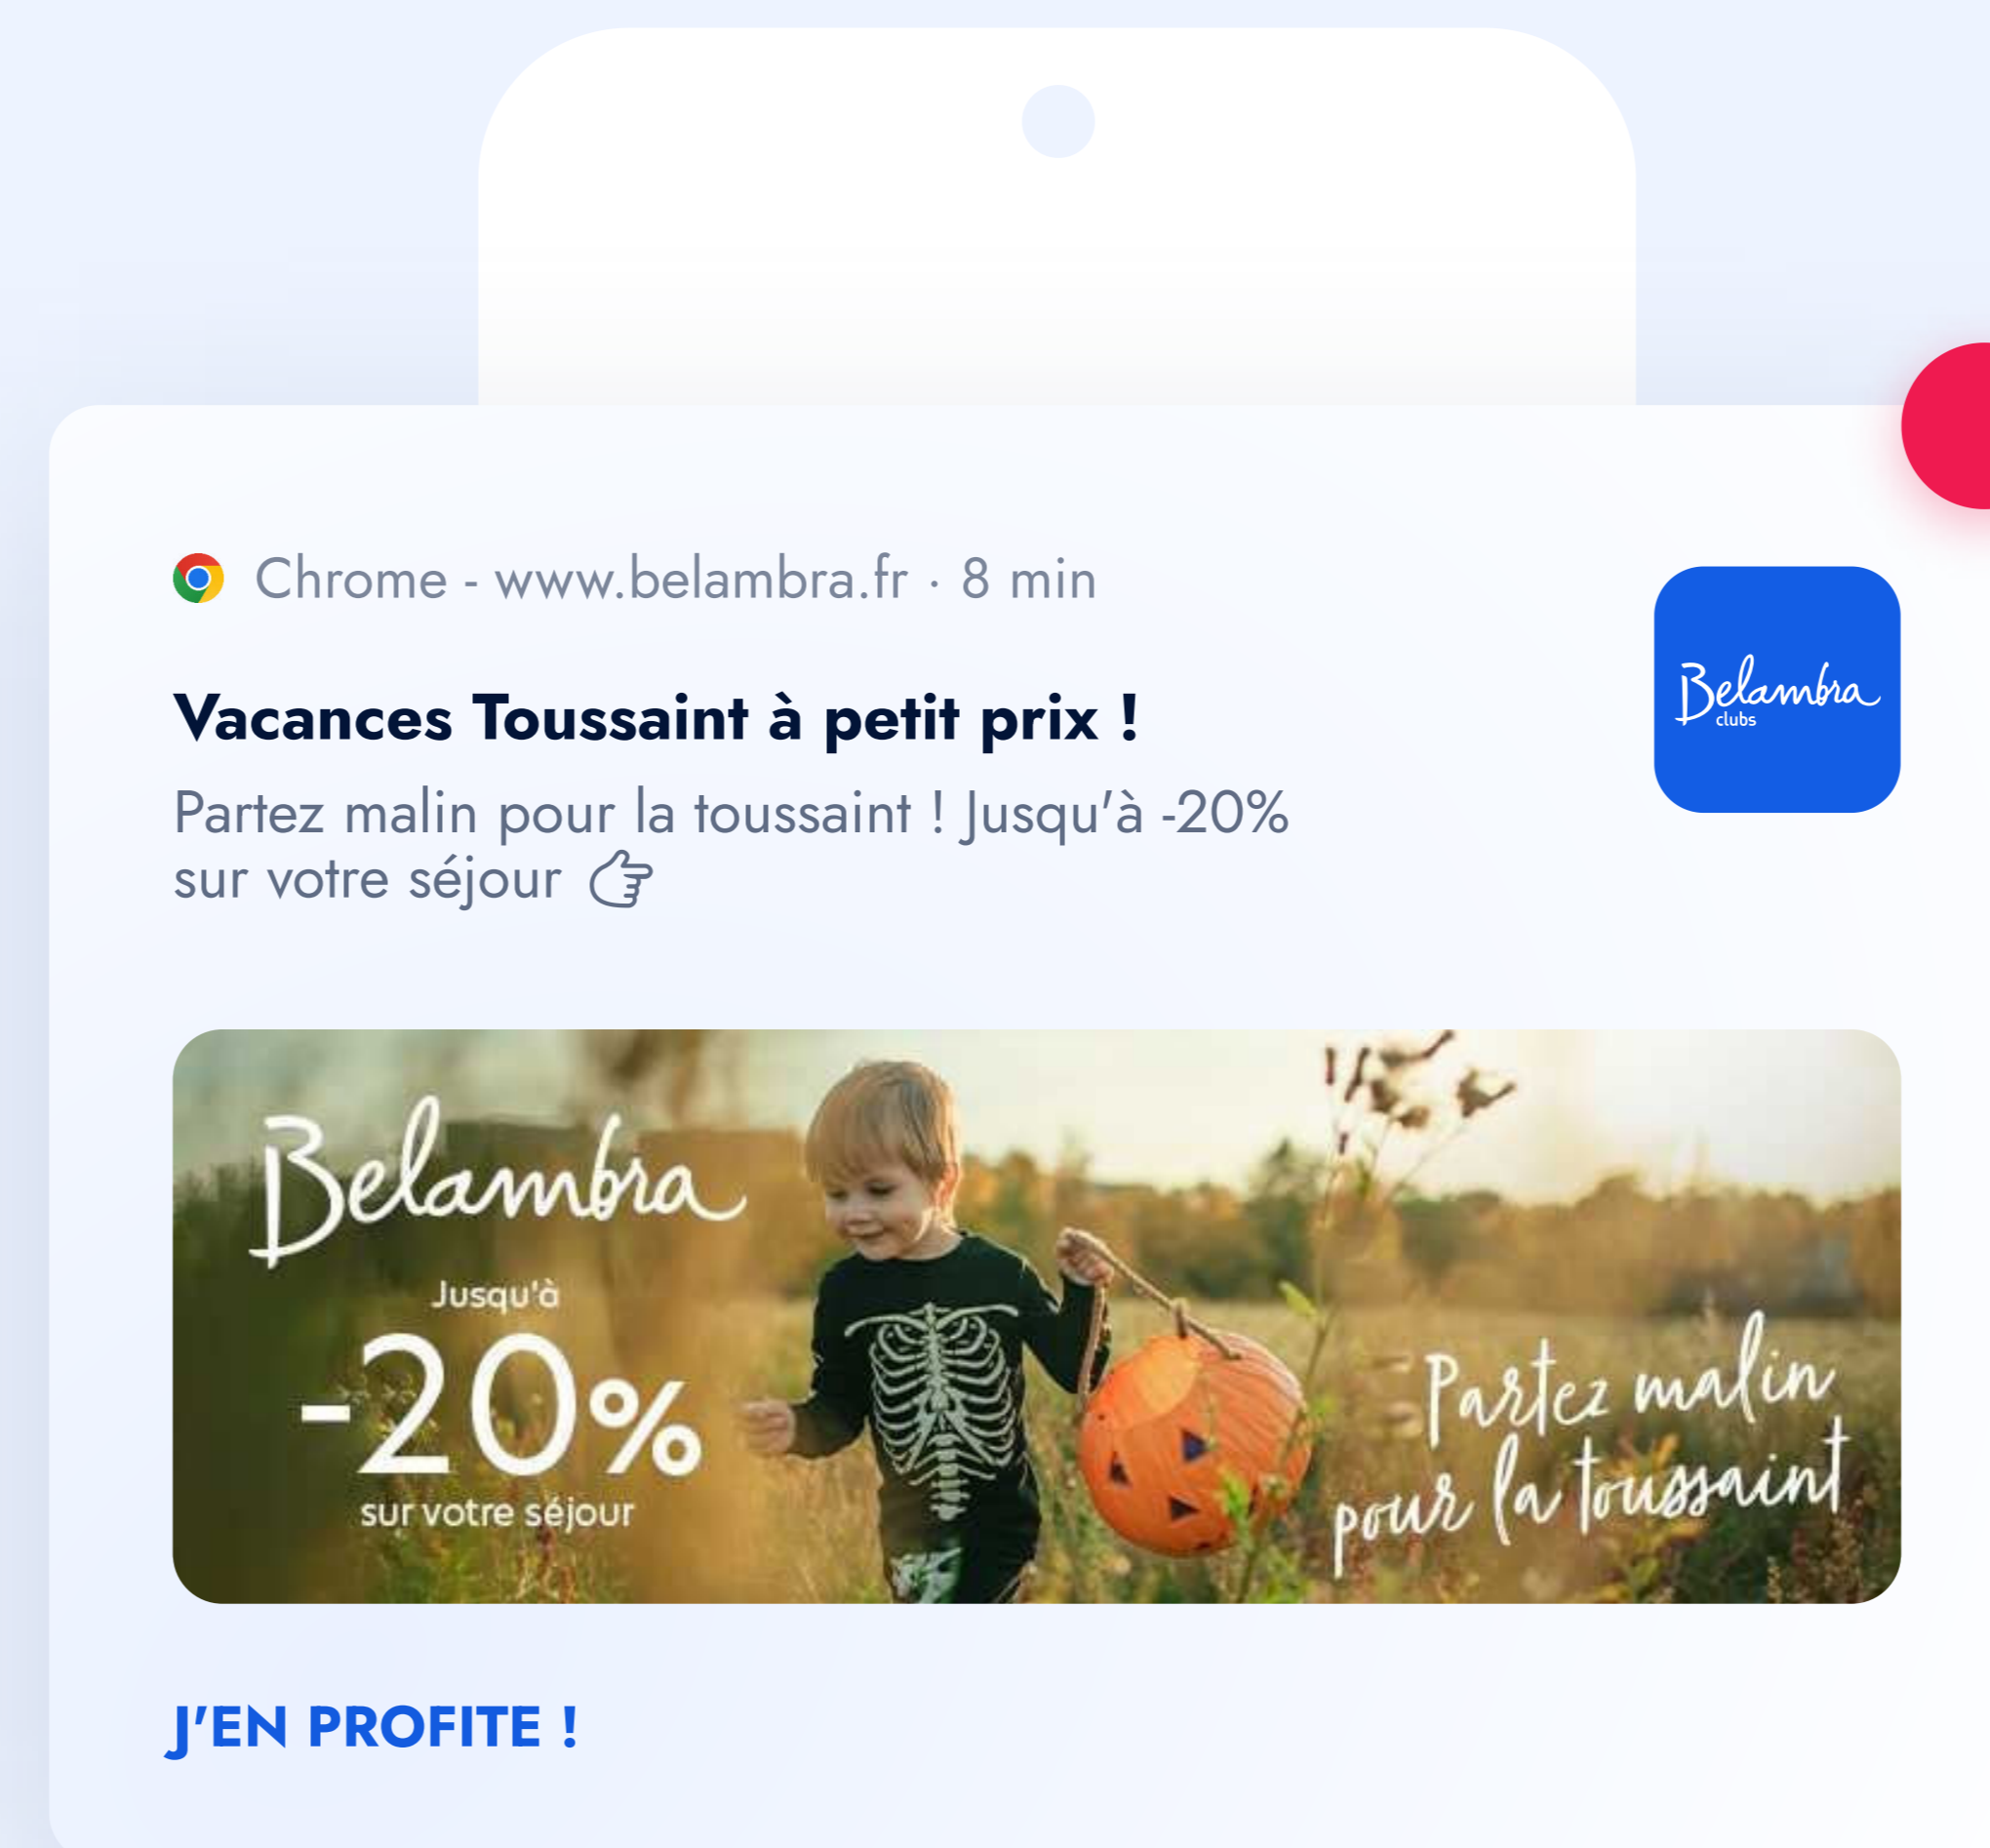 Chrome - www.belambra.fr · 8 min
Vacances Toussaint à petit prix !
Partez malin pour la toussaint ! Jusqu'à -20%
sur votre séjour
Belambra
clubs
Belambra
Jusqu'à
-20%
sur votre séjour
Partez malin
pour la toussaint
J'EN PROFITE !